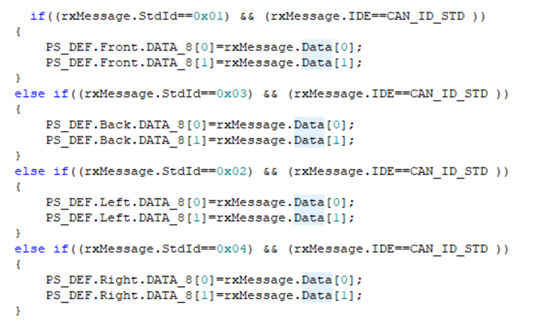 if((rxMessage.StdId==0x01) && (rxMessage.IDE==CAN_ID_STD ))
{
PS_DEF.Front.DATA_8[0]=rxMessage.Data[0];
PS_DEF.Front.DATA_8[1]=rxMessage.Data[1];
}
else if((rxMessage.StdId==0x03) && (rxMessage.IDE==CAN_ID_STD ))
{
PS_DEF.Back.DATA_8[0]=rxMessage.Data[0];
PS_DEF.Back.DATA_8[1]=rxMessage.Data[1];
}
else if((rxMessage.StdId==0x02) && (rxMessage.IDE==CAN_ID_STD ))
{
PS_DEF.Left.DATA_8[0]=rxMessage.Data[0];
PS_DEF.Left.DATA_8[1]=rxMessage.Data[1];
}
else if((rxMessage.StdId==0x04) && (rxMessage.IDE==CAN_ID_STD ))
{
PS_DEF.Right.DATA_8[0]=rxMessage.Data[0];
PS_DEF.Right.DATA_8[1]=rxMessage.Data[1];
}